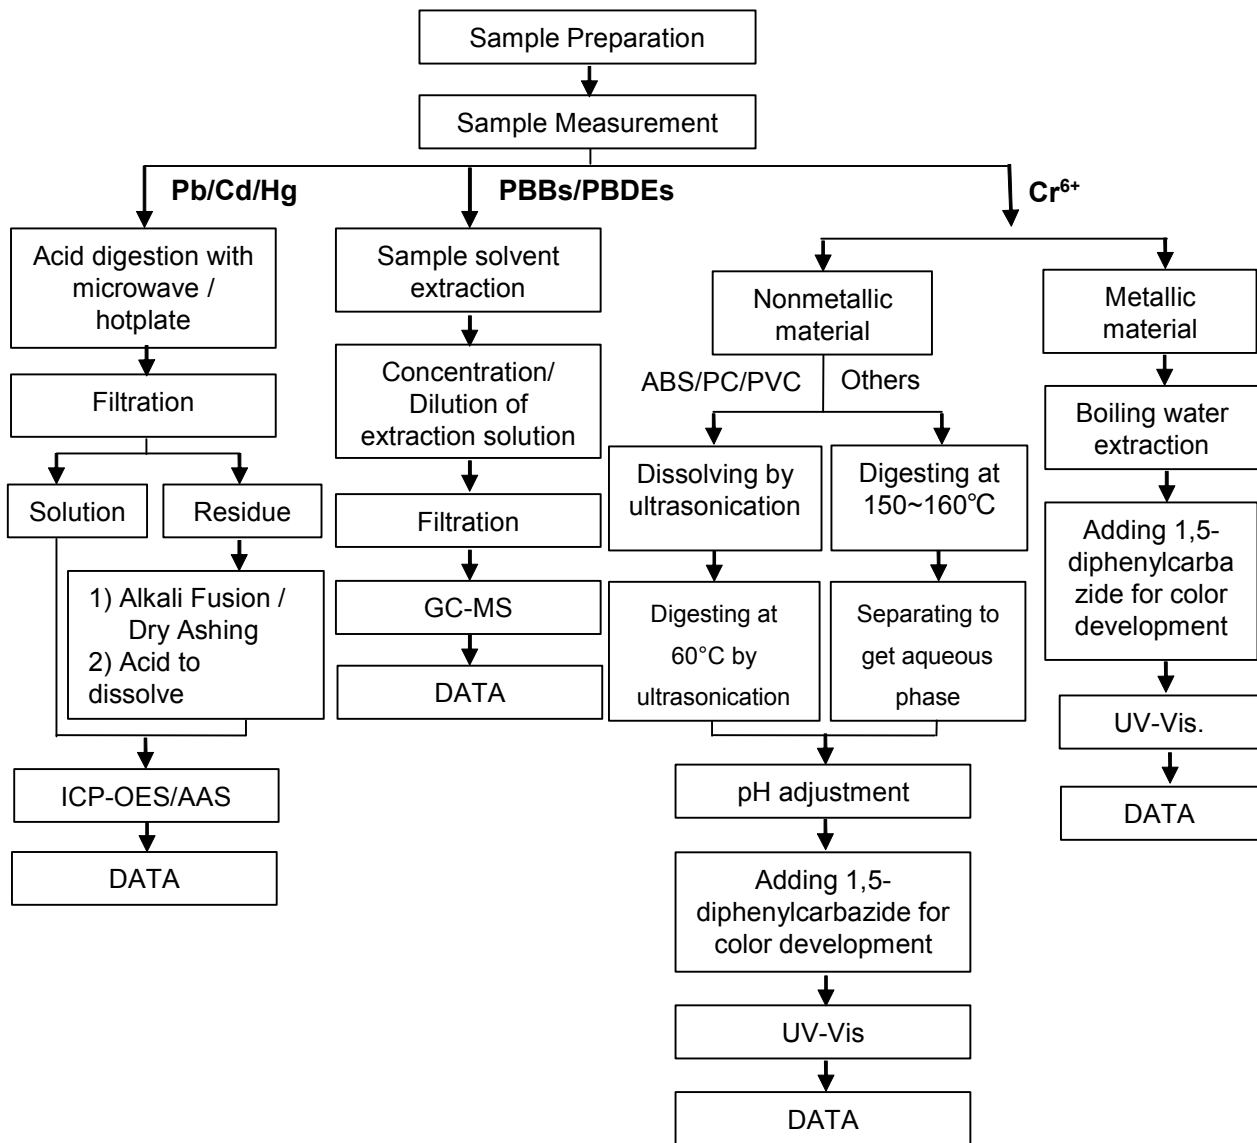 Sample Preparation
Sample Measurement
Pb/Cd/Hg
PBBs/PBDEs
Cr⁶⁺
Acid digestion with
microwave /
hotplate
Filtration
Solution
Residue
1) Alkali Fusion /
Dry Ashing
2) Acid to
dissolve
ICP-OES/AAS
DATA
Sample solvent
extraction
Concentration/
Dilution of
extraction solution
Filtration
GC-MS
DATA
Nonmetallic
material
ABS/PC/PVC
Others
Dissolving by
ultrasonication
Digesting at
150~160℃
Digesting at
60°C by
ultrasonication
Separating to
get aqueous
phase
pH adjustment
Adding 1,5-
diphenylcarbazide for
color development
UV-Vis
DATA
Metallic
material
Boiling water
extraction
Adding 1,5-
diphenylcarba
zide for color
development
UV-Vis.
DATA